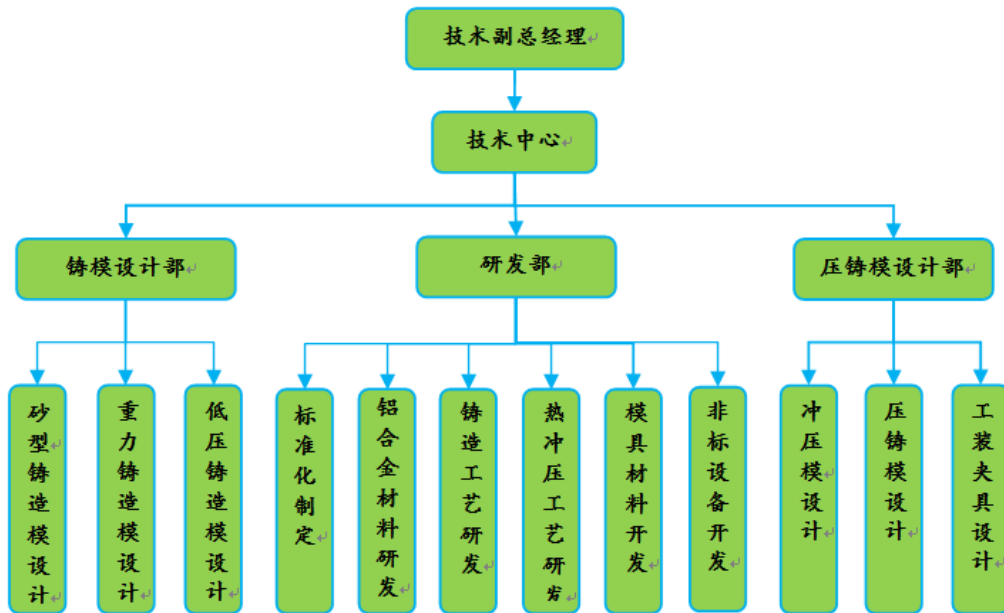 技术副总经理
技术中心
铸模设计部
研发部
压铸模设计部
砂型铸造模设计
重力铸造模设计
低压铸造模设计
标准化制定
铝合金材料研发
铸造工艺研发
热冲压工艺研发
模具材料开发
非标设备开发
冲压模设计
压铸模设计
工装夹具设计